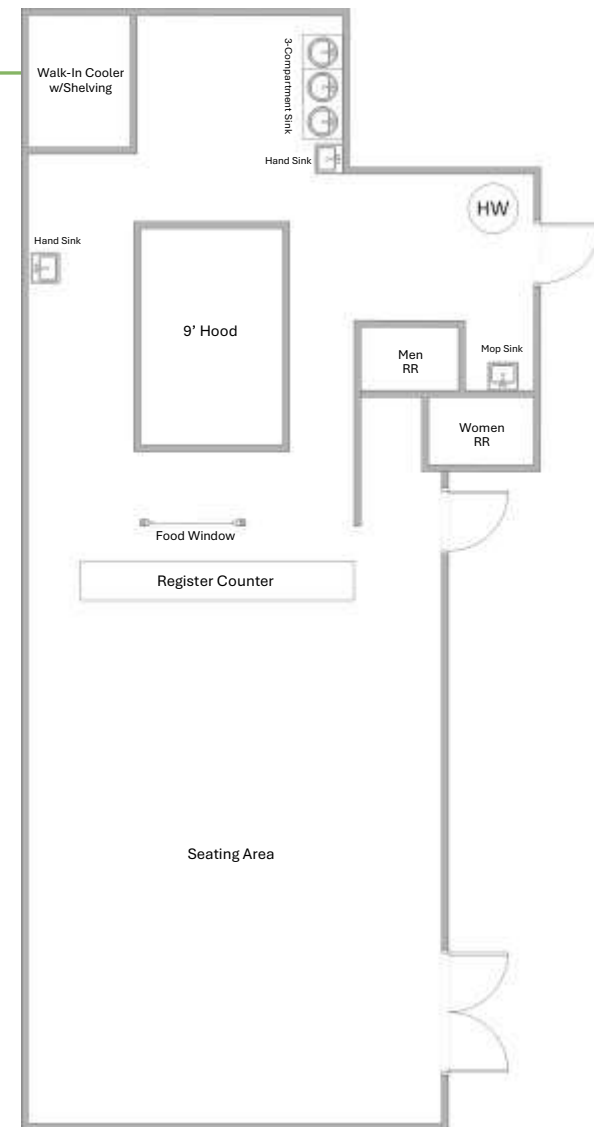 Walk-In Cooler
w/Shelving
3-Compartment Sink
Hand Sink
HW
Hand Sink
9' Hood
Men
RR
Mop Sink
Women
RR
Food Window
Register Counter
Seating Area